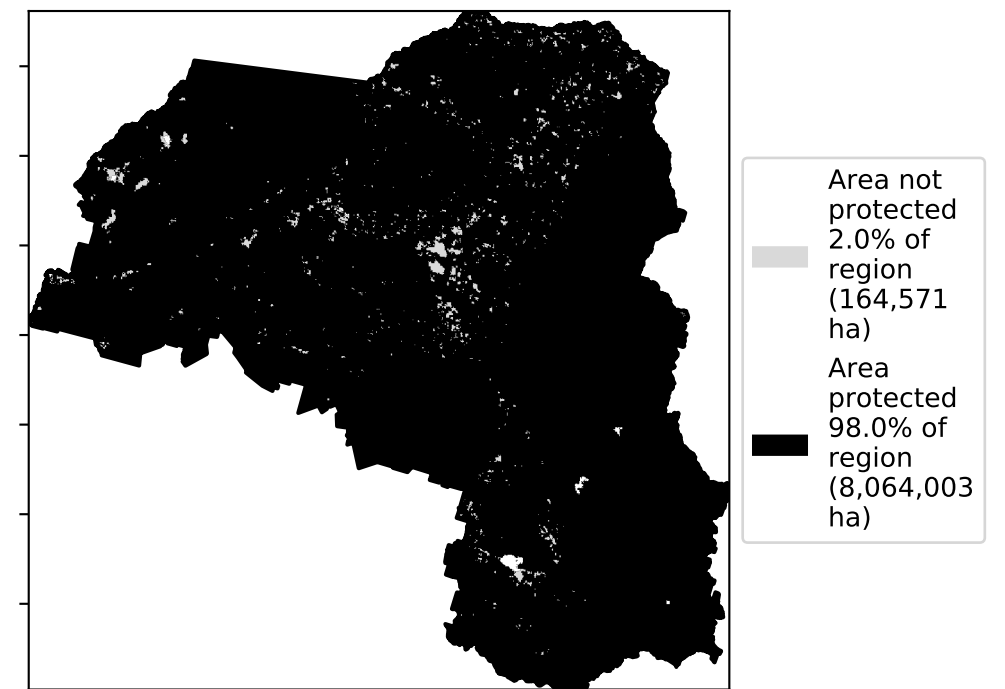 Area not
protected
2.0% of
region
(164,571
ha)
Area
protected
98.0% of
region
(8,064,003
ha)